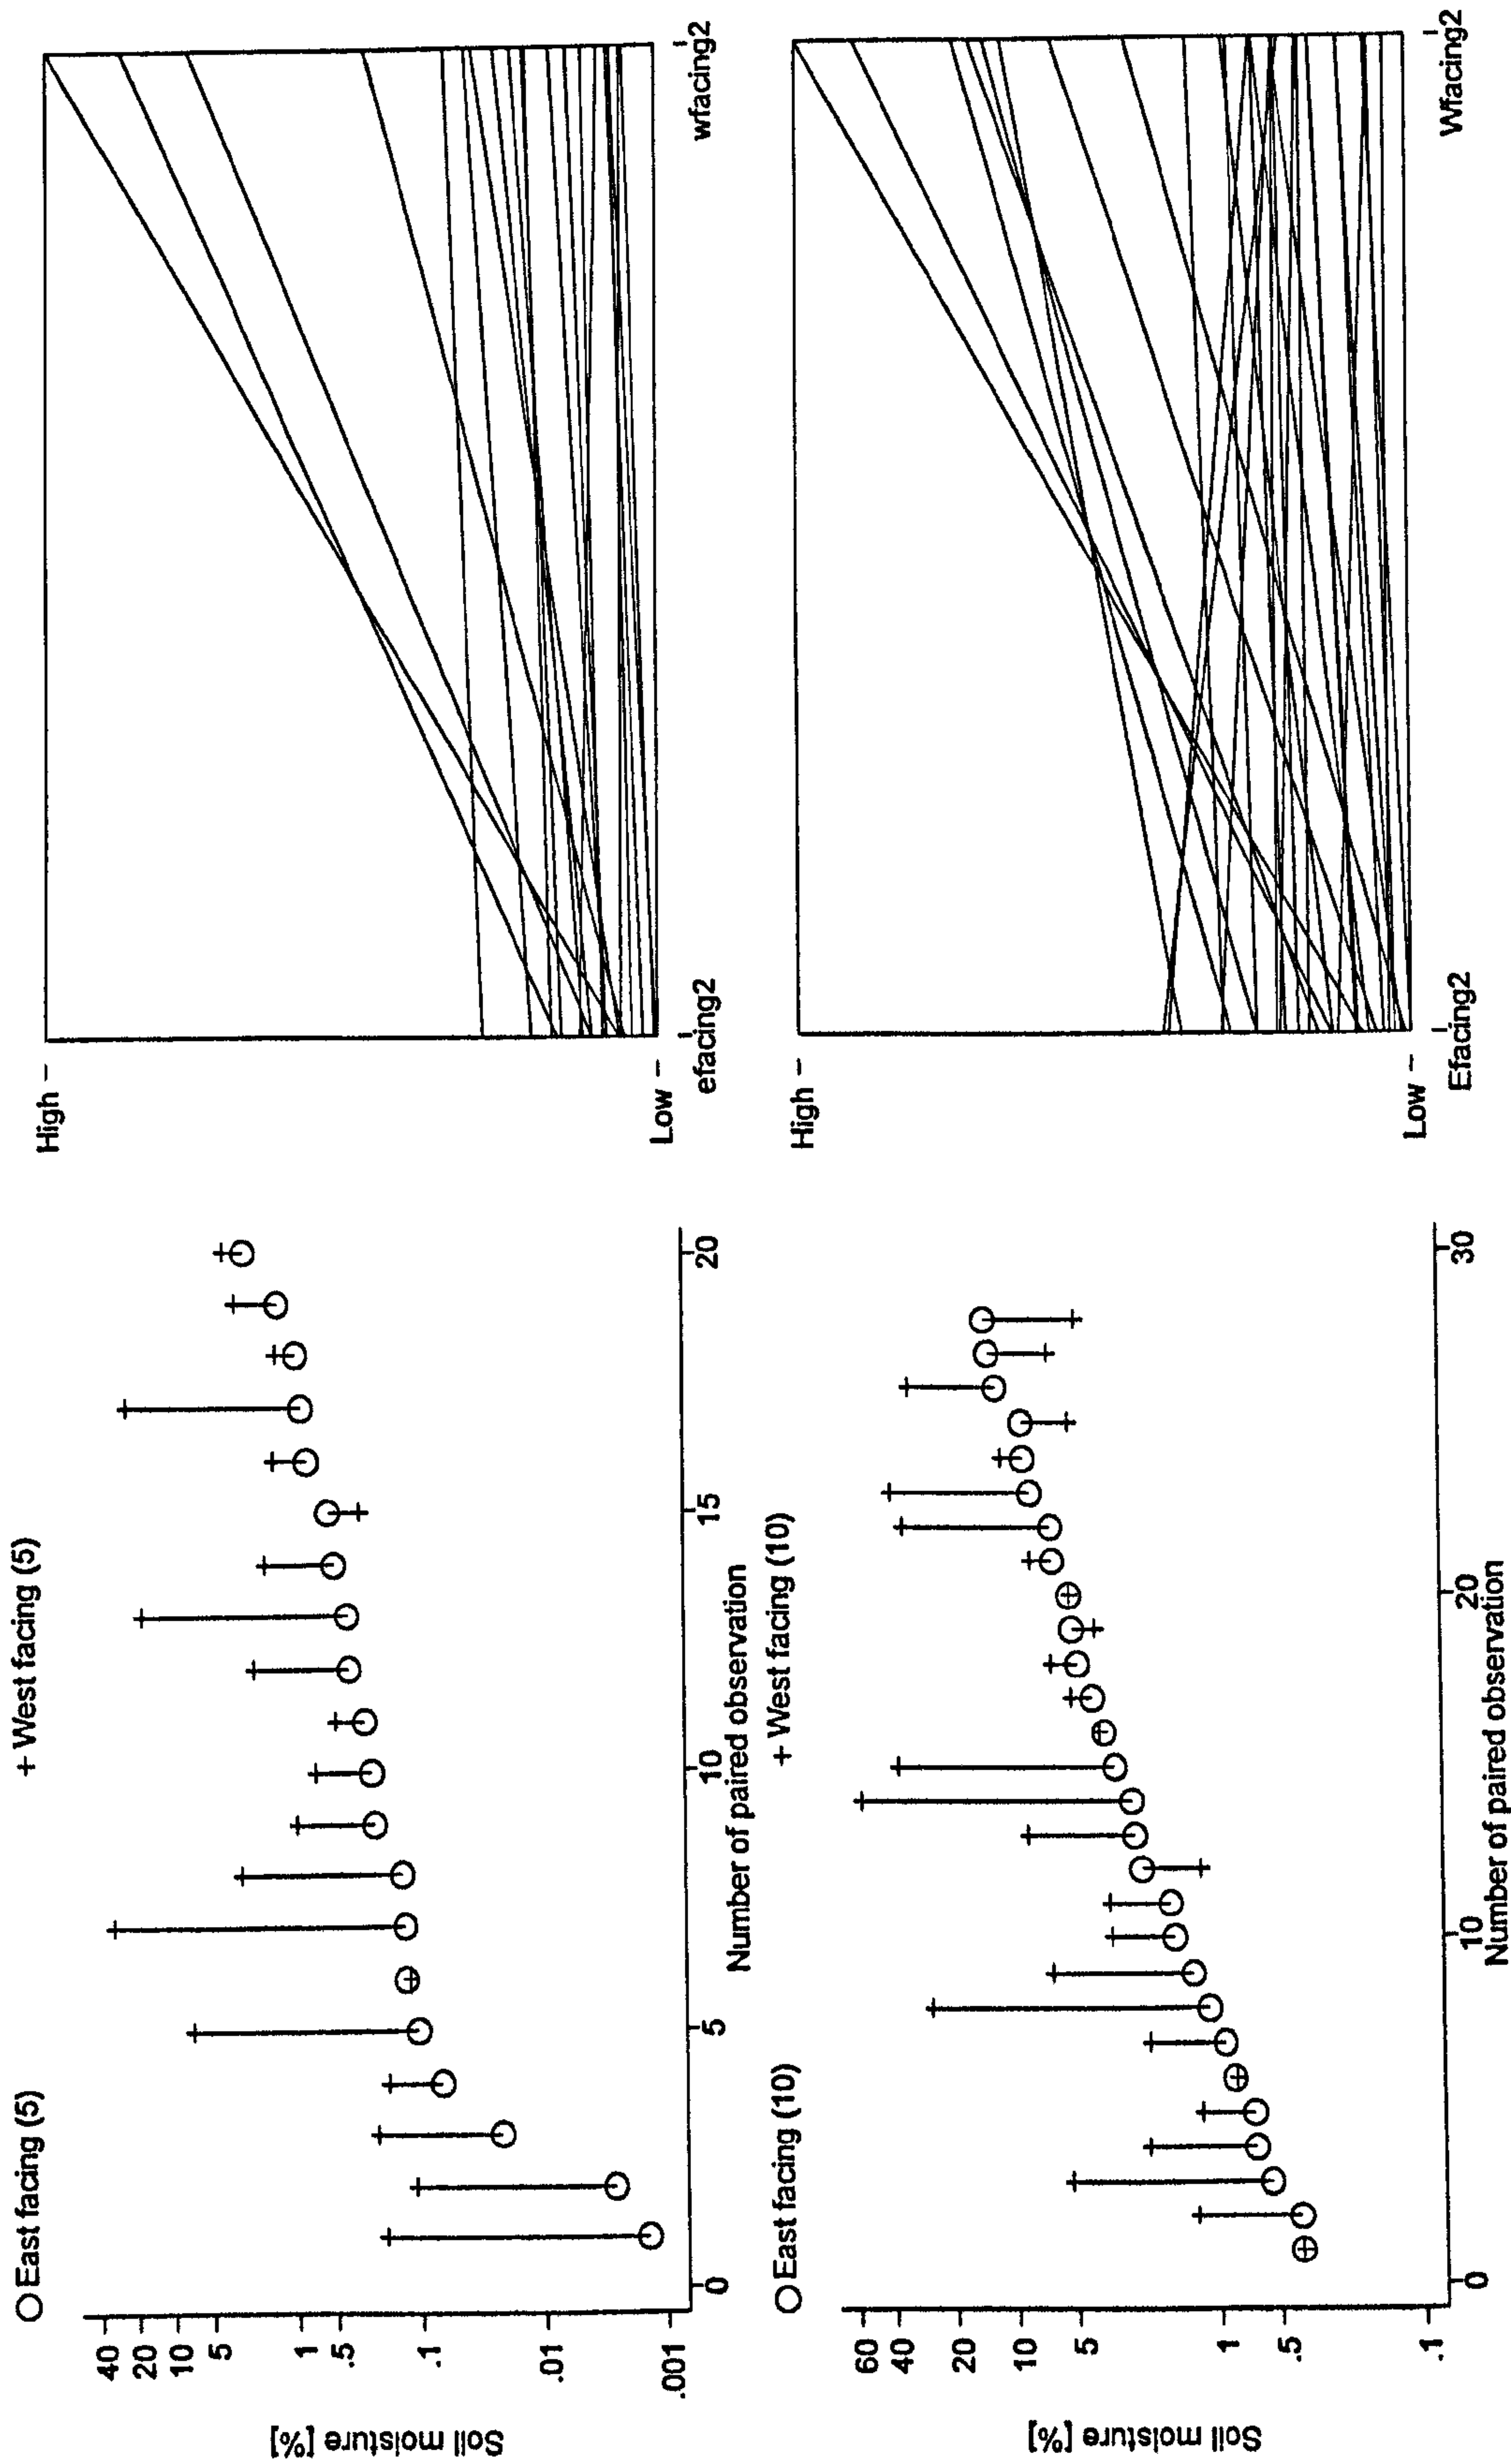 ○ East facing (5)
+ West facing (5)
Soil moisture [%]
40
20
10
5
1
.5
.1
.01
.001
0
5
10
15
20
Number of paired observation
High
Low
efacing2
wfacing2
○ East facing (10)
+ West facing (10)
Soil moisture [%]
60
40
20
10
5
1
.5
.1
0
10
20
30
Number of paired observation
High
Low
Efacing2
Wfacing2